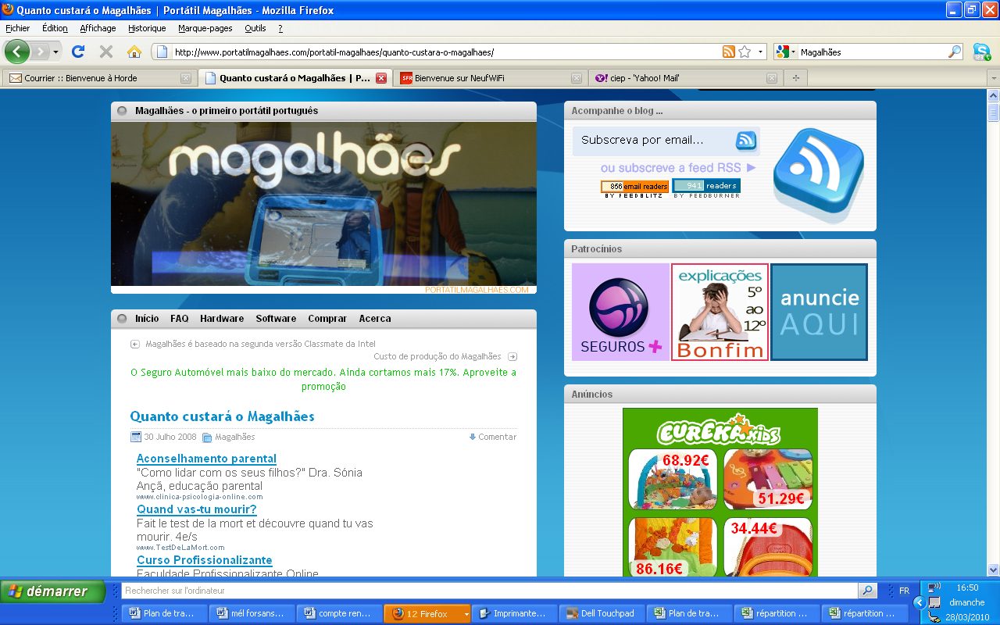 Quanto custará o Magalhães | Portátil Magalhães - Mozilla Firefox
Fichier Édition Affichage Historique Marque-pages Outils ?
http://www.portatilmagalhaes.com/portatil-magalhaes/quanto-custara-o-magalhaes/
Magalhães
Courrier :: Bienvenue à Horde
Quanto custará o Magalhães | P...
SFR Bienvenue sur NeufWiFi
Y! ciep - 'Yahoo! Mail'
Magalhães - o primeiro portátil português
magalhães
PORTATILMAGALHAES.COM
Início FAQ Hardware Software Comprar Acerca
Magalhães é baseado na segunda versão Classmate da Intel
Custo de produção do Magalhães
O Seguro Automóvel mais baixo do mercado. Ainda cortamos mais 17%. Aproveite a
promoção
Quanto custará o Magalhães
30 Julho 2008 Magalhães Comentar
Aconselhamento parental
"Como lidar com os seus filhos?" Dra. Sónia
Ançã, educação parental
www.clinica-psicologia-online.com
Quand vas-tu mourir?
Fait le test de la mort et découvre quand tu vas
mourir. 4e/s
www.TestDeLaMort.com
Curso Profissionalizante
Faculdade Profissionalizante Online
Acompanhe o blog ...
Subscreva por email...
ou subscreve a feed RSS
856 email readers
BY FEEDBLITZ
941 readers
BY FEEDBURNER
Patrocínios
SEGUROS+
explicações
5º
ao
12º
Bonfim
anuncie
AQUI
Anúncios
EUREKAKIDS
68.92€
51.29€
34.44€
86.16€
démarrer
Rechercher sur l'ordinateur
FR
16:50
dimanche
28/03/2010
Plan de tra...
mél forsans...
compte ren...
12 Firefox
Imprimante...
Dell Touchpad
Plan de tra...
répartition ...
répartition ...